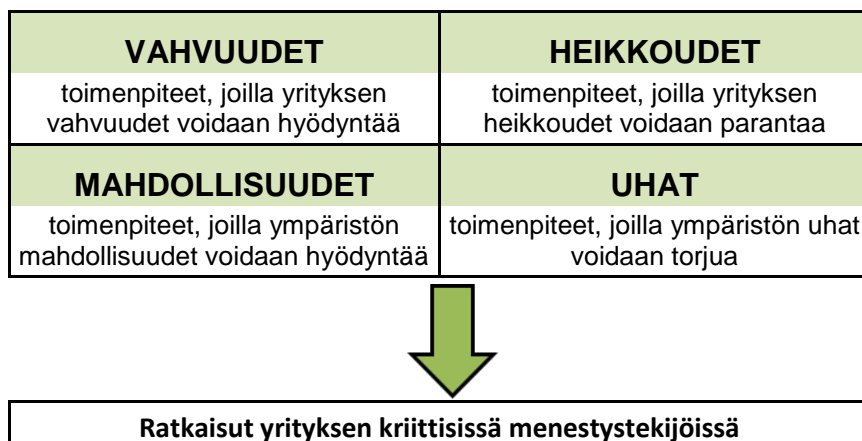 VAHVUUDET
toimenpiteet, joilla yrityksen
vahvuudet voidaan hyödyntää
HEIKKOUDET
toimenpiteet, joilla yrityksen
heikkoudet voidaan parantaa
MAHDOLLISUUDET
toimenpiteet, joilla ympäristön
mahdollisuudet voidaan hyödyntää
UHAT
toimenpiteet, joilla ympäristön uhat
voidaan torjua
Ratkaisut yrityksen kriittisissä menestystekijöissä